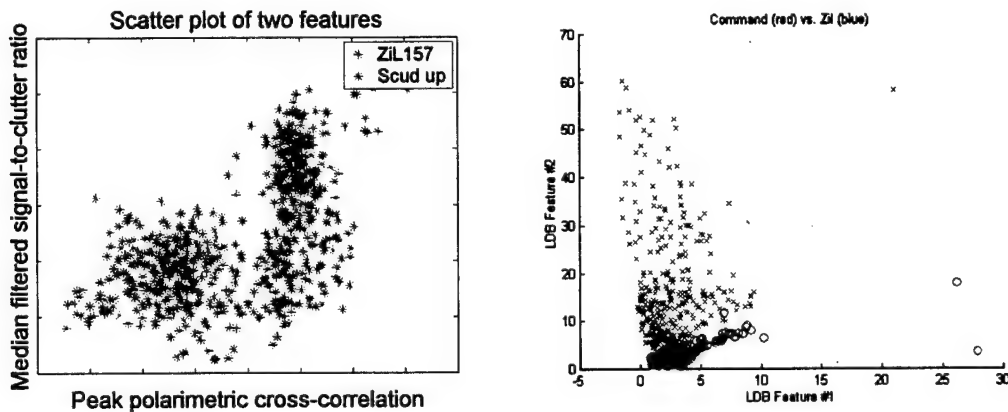 Scatter plot of two features
ZiL157
Scud up
Median filtered signal-to-clutter ratio
Peak polarimetric cross-correlation
Command (red) vs. Zil (blue)
70
60
50
40
30
20
10
0
LDB Feature #2
-5 0 5 10 15 20 25 30
LDB Feature #1